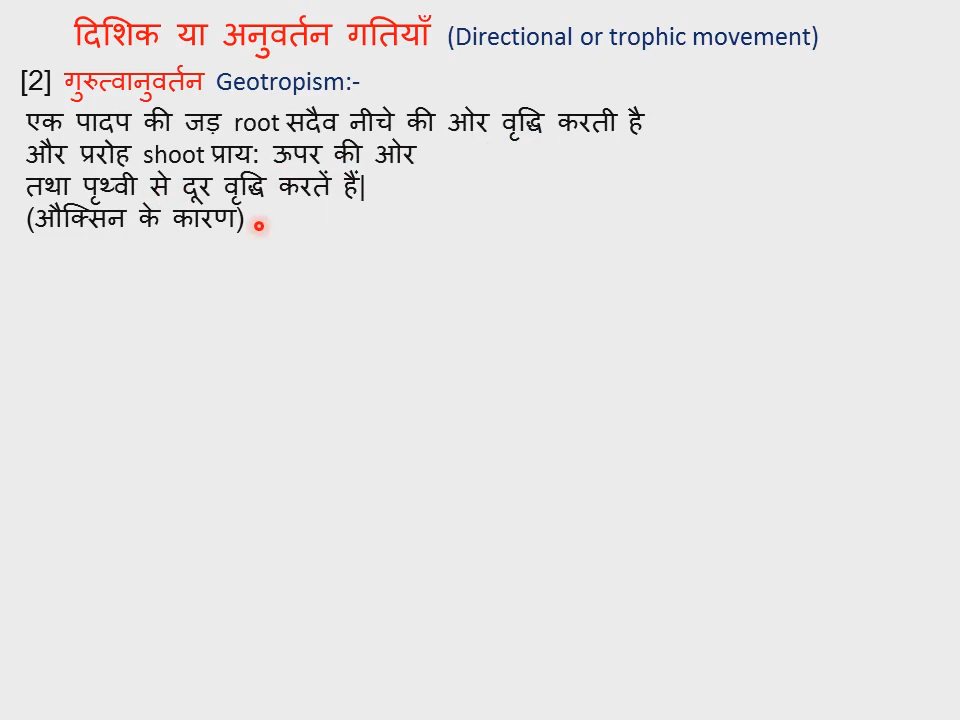 दिशिक या अनुवर्तन गतियाँ (Directional or trophic movement)
[2] गुरुत्वानुवर्तन Geotropism:-
एक पादप की जड़ root सदैव नीचे की ओर वृद्धि करती है
और प्ररोह shoot प्राय: ऊपर की ओर
तथा पृथ्वी से दूर वृद्धि करतें हैं|
(औक्सिन के कारण)